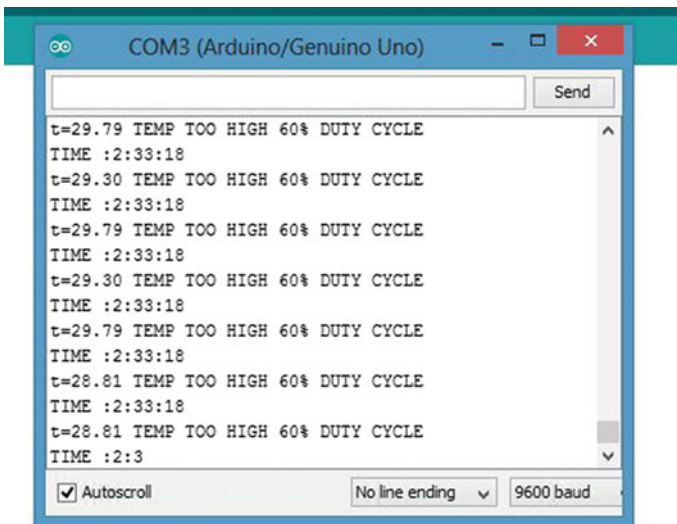 COM3 (Arduino/Genuino Uno)
Send
t=29.79 TEMP TOO HIGH 60% DUTY CYCLE
TIME :2:33:18
t=29.30 TEMP TOO HIGH 60% DUTY CYCLE
TIME :2:33:18
t=29.79 TEMP TOO HIGH 60% DUTY CYCLE
TIME :2:33:18
t=29.30 TEMP TOO HIGH 60% DUTY CYCLE
TIME :2:33:18
t=29.79 TEMP TOO HIGH 60% DUTY CYCLE
TIME :2:33:18
t=28.81 TEMP TOO HIGH 60% DUTY CYCLE
TIME :2:33:18
t=28.81 TEMP TOO HIGH 60% DUTY CYCLE
TIME :2:3
Autoscroll No line ending 9600 baud